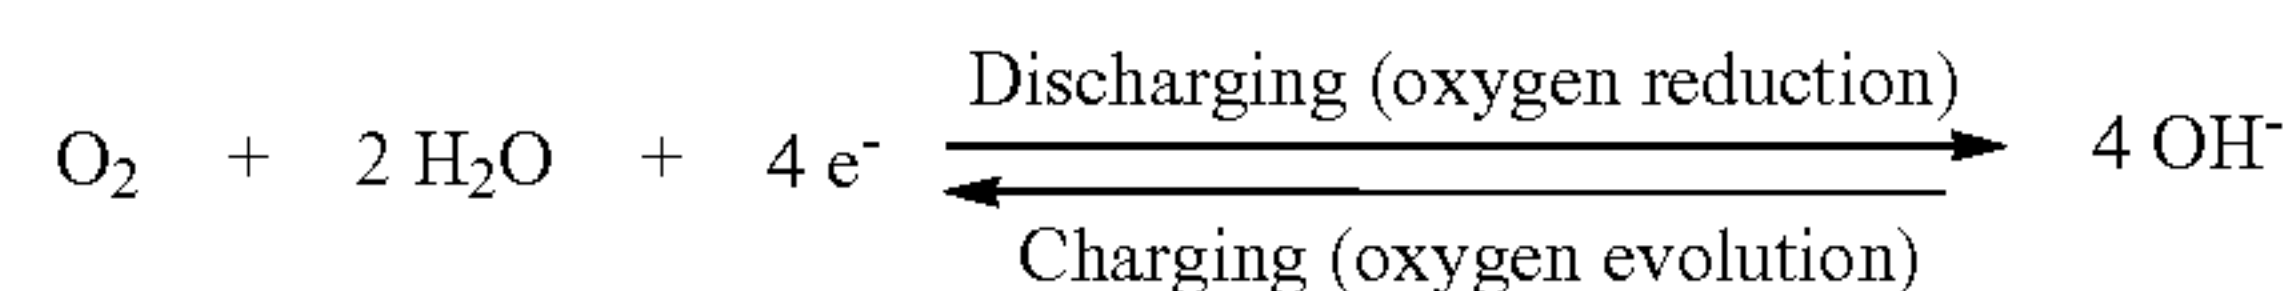 Discharging (oxygen reduction)
O₂ + 2 H₂O + 4 e⁻ 4 OH⁻
Charging (oxygen evolution)